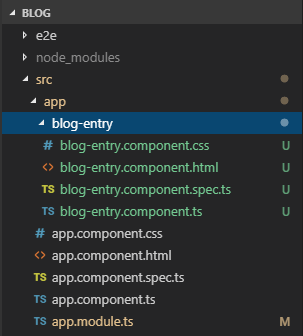 BLOG
e2e
node_modules
src
app
blog-entry
# blog-entry.component.css U
<> blog-entry.component.html U
TS blog-entry.component.spec.ts U
TS blog-entry.component.ts U
# app.component.css
<> app.component.html
TS app.component.spec.ts
TS app.component.ts
TS app.module.ts M